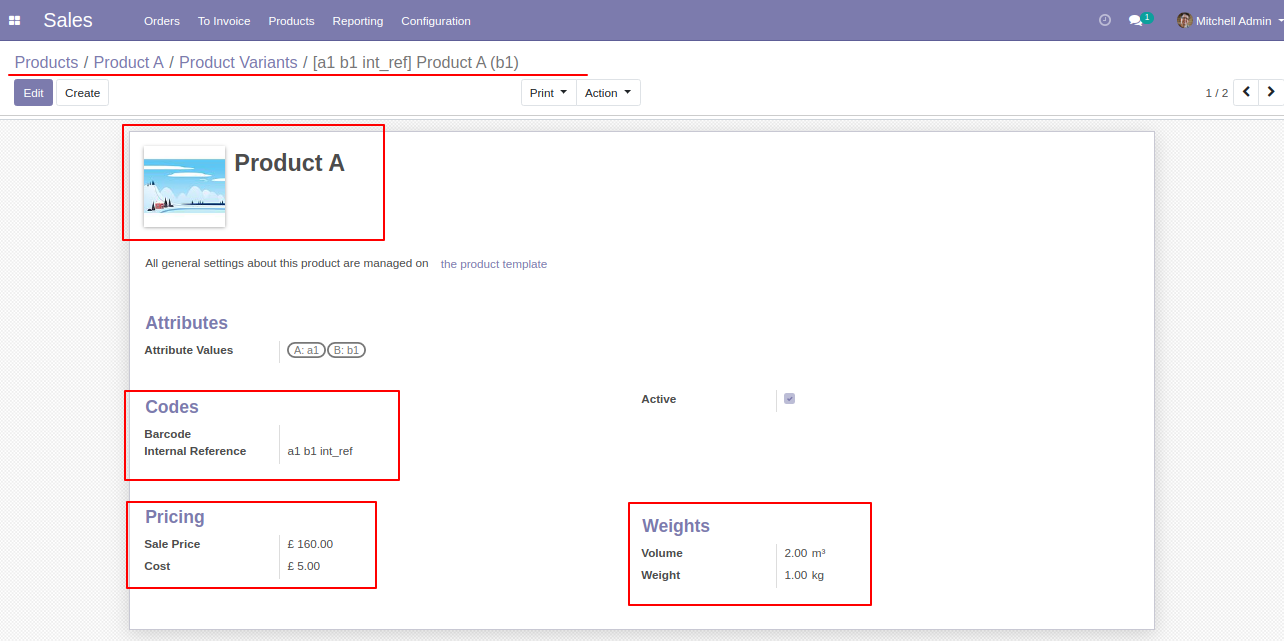 Sales Orders To Invoice Products Reporting Configuration 1 Mitchell Admin
Products / Product A / Product Variants / [a1 b1 int_ref] Product A (b1)
Edit Create Print Action 1 / 2
Product A
All general settings about this product are managed on the product template
Attributes
Attribute Values A: a1 B: b1
Codes
Active
Barcode
Internal Reference a1 b1 int_ref
Pricing
Sale Price £ 160.00
Cost £ 5.00
Weights
Volume 2.00 m³
Weight 1.00 kg